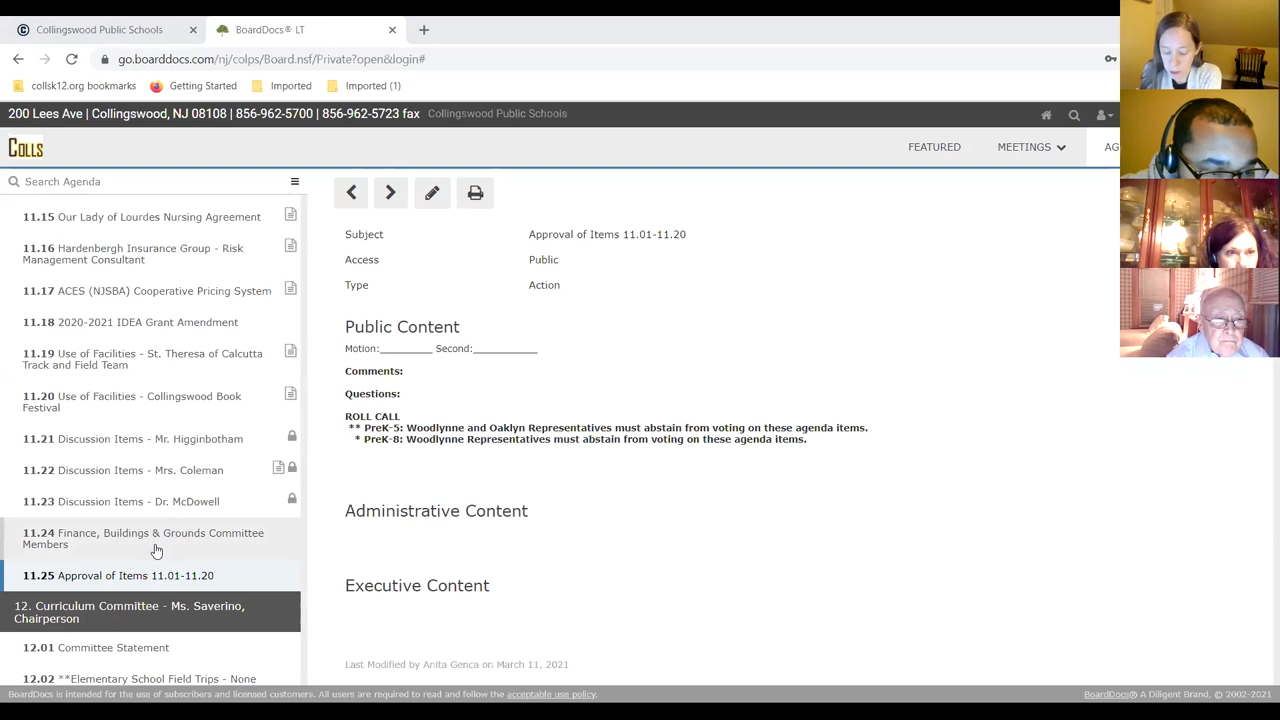 Collingswood Public Schools
BoardDocs® LT
go.boarddocs.com/nj/colps/Board.nsf/Private?open&login#
collsk12.org bookmarks
Getting Started
Imported
Imported (1)
200 Lees Ave | Collingswood, NJ 08108 | 856-962-5700 | 856-962-5723 fax
Collingswood Public Schools
COLLS
FEATURED
MEETINGS
AG
Search Agenda
11.15 Our Lady of Lourdes Nursing Agreement
11.16 Hardenbergh Insurance Group - Risk
Management Consultant
11.17 ACES (NJSBA) Cooperative Pricing System
11.18 2020-2021 IDEA Grant Amendment
11.19 Use of Facilities - St. Theresa of Calcutta
Track and Field Team
11.20 Use of Facilities - Collingswood Book
Festival
11.21 Discussion Items - Mr. Higginbotham
11.22 Discussion Items - Mrs. Coleman
11.23 Discussion Items - Dr. McDowell
11.24 Finance, Buildings & Grounds Committee
Members
11.25 Approval of Items 11.01-11.20
12. Curriculum Committee - Ms. Saverino,
Chairperson
12.01 Committee Statement
12.02 **Elementary School Field Trips - None
Subject Approval of Items 11.01-11.20
Access Public
Type Action
Public Content
Motion:_________ Second:___________
Comments:
Questions:
ROLL CALL
** PreK-5: Woodlynne and Oaklyn Representatives must abstain from voting on these agenda items.
* PreK-8: Woodlynne Representatives must abstain from voting on these agenda items.
Administrative Content
Executive Content
Last Modified by Anita Genca on March 11, 2021
BoardDocs is intended for the use of subscribers and licensed customers. All users are required to read and follow the acceptable use policy.
BoardDocs® A Diligent Brand, © 2002-2021